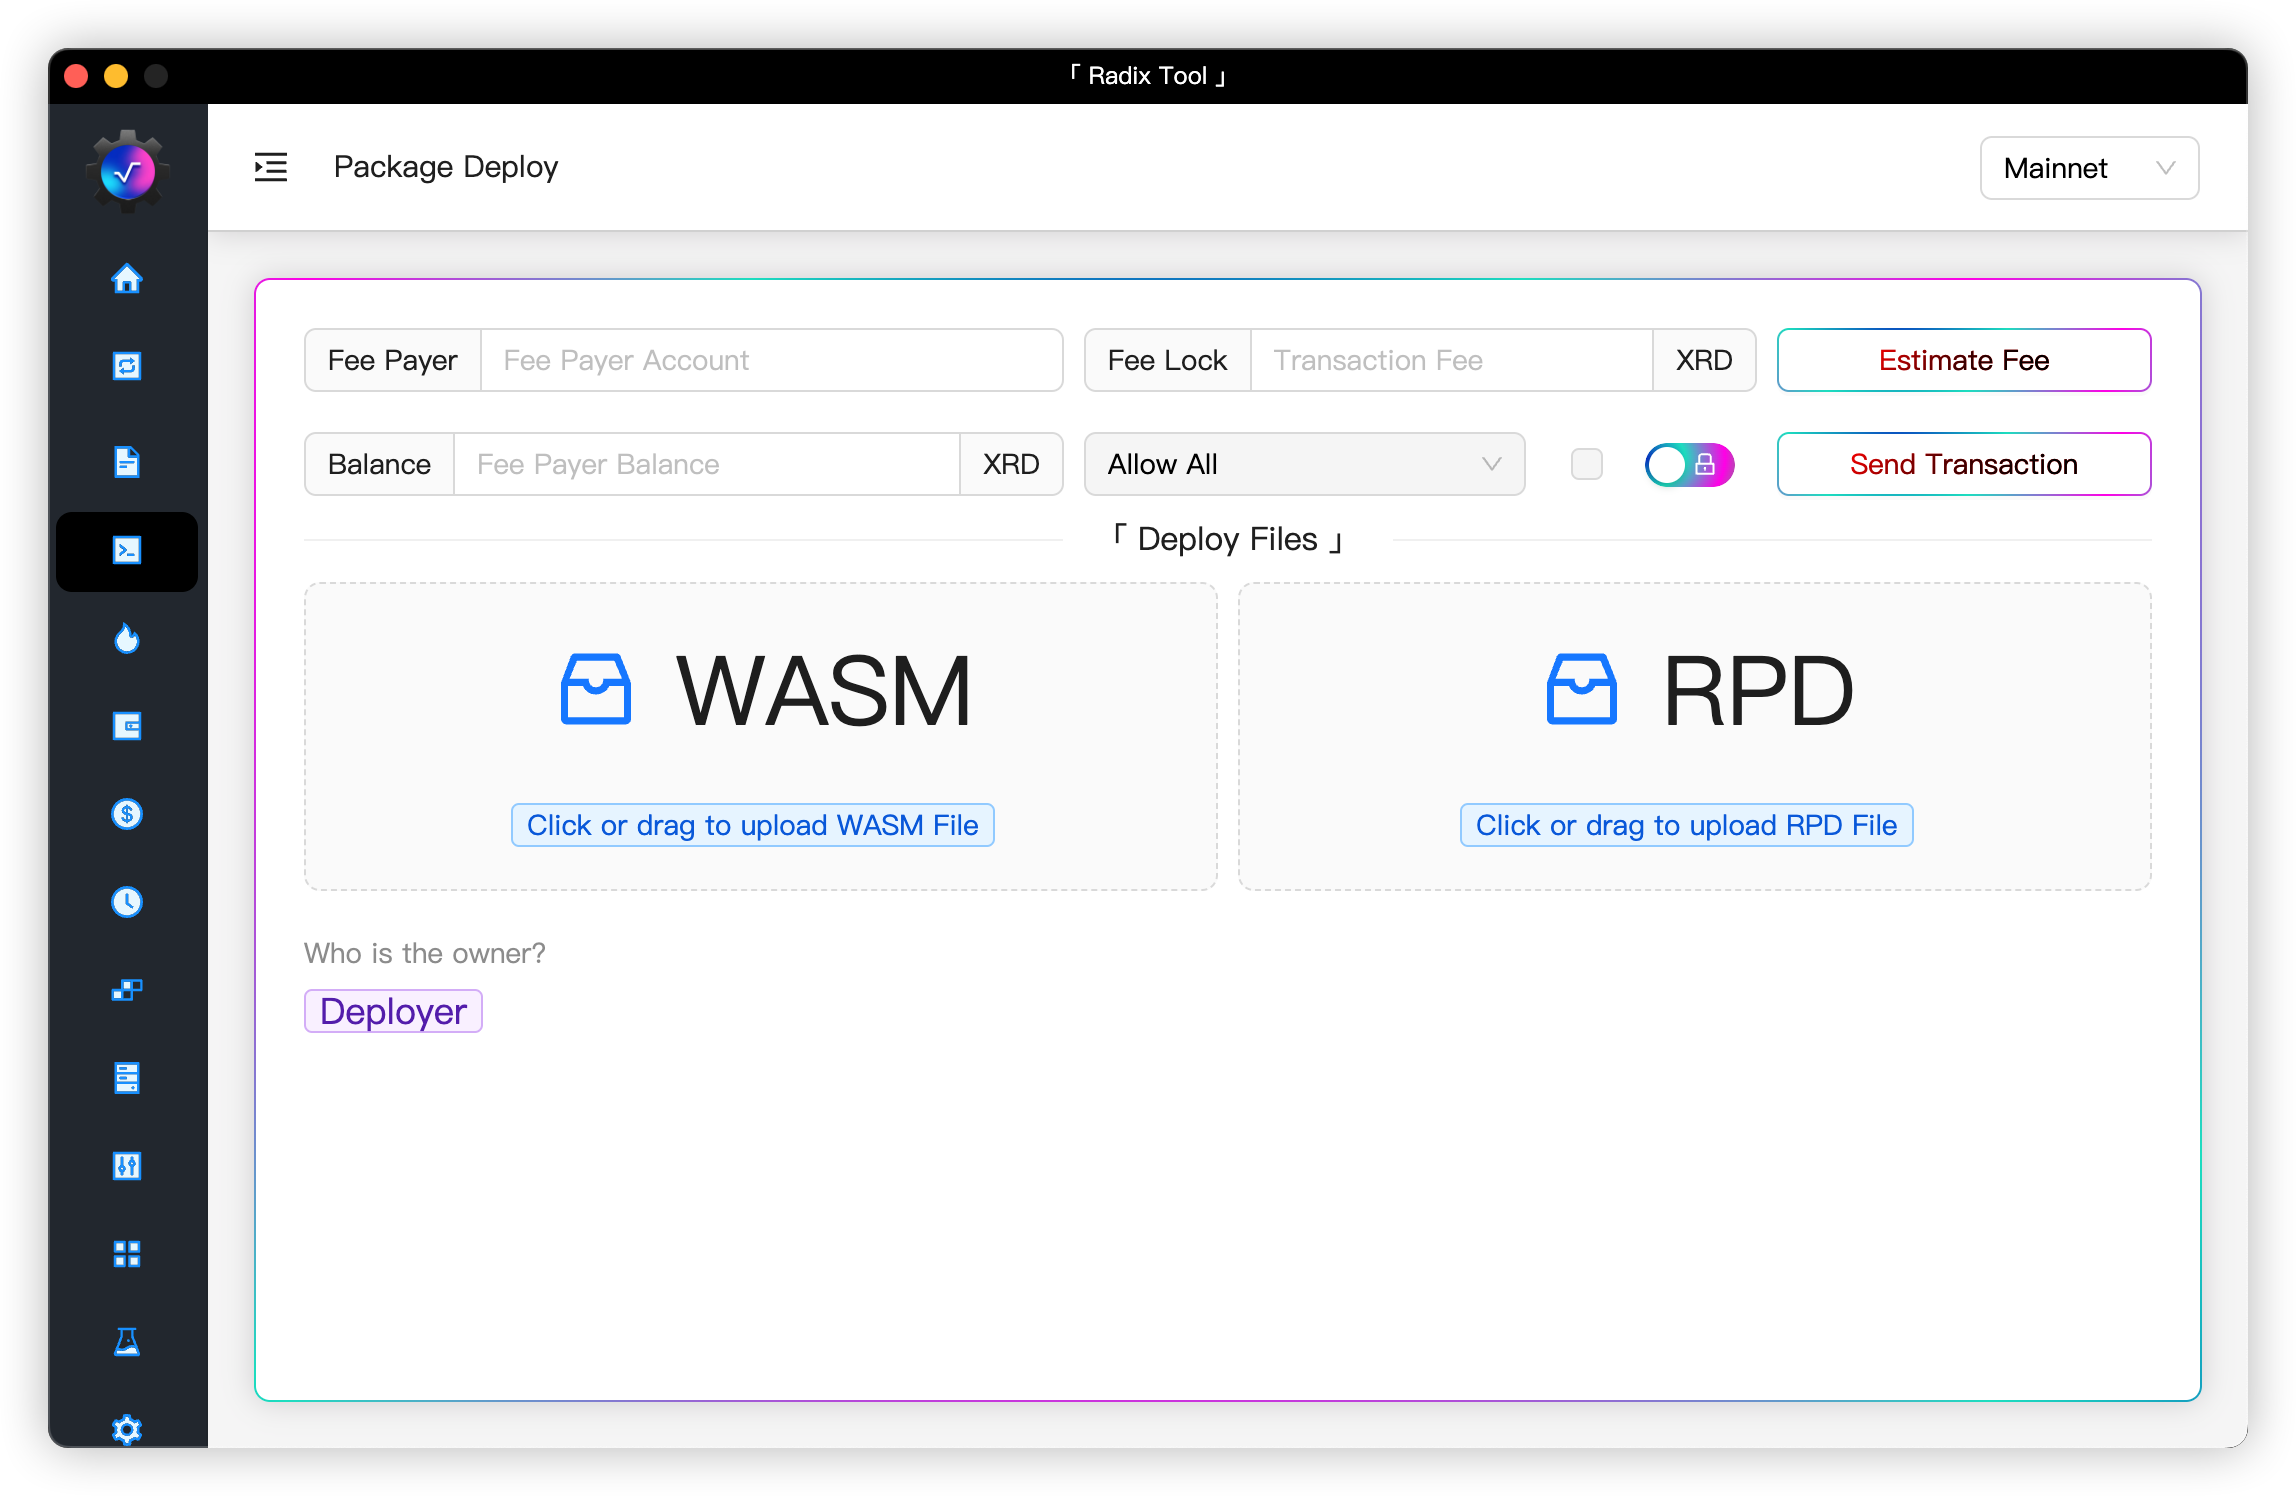 「 Radix Tool 」
Package Deploy
Mainnet
Fee Payer Fee Payer Account Fee Lock Transaction Fee XRD Estimate Fee
Balance Fee Payer Balance XRD Allow All Send Transaction
「 Deploy Files 」
WASM
Click or drag to upload WASM File
RPD
Click or drag to upload RPD File
Who is the owner?
Deployer